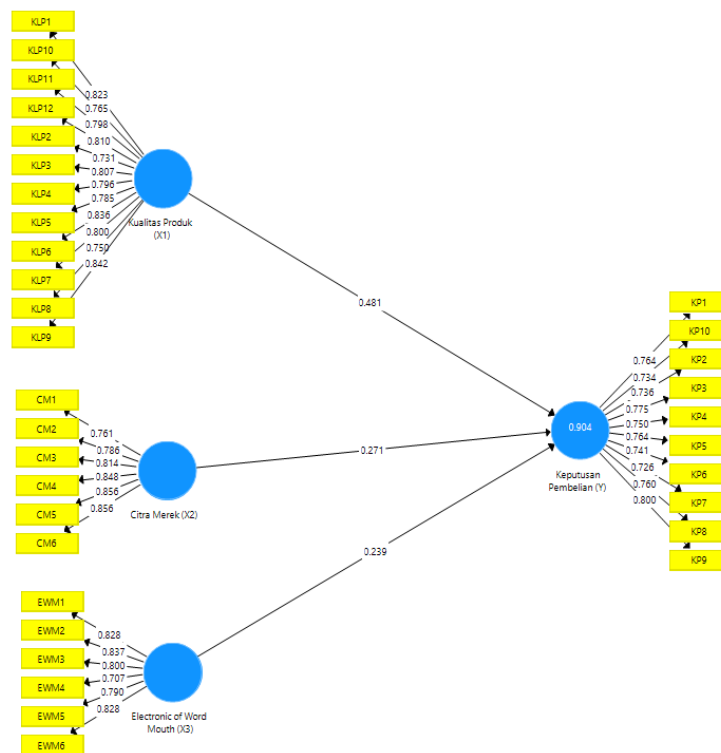 KLP1
KLP10
KLP11
KLP12
KLP2
KLP3
KLP4
KLP5
KLP6
KLP7
KLP8
KLP9
0.823
0.765
0.798
0.810
0.731
0.807
0.796
0.785
0.836
0.800
0.750
0.842
Kualitas Produk
(X1)
0.481
CM1
CM2
CM3
CM4
CM5
CM6
0.761
0.786
0.814
0.848
0.856
0.856
Citra Merek (X2)
0.271
EWM1
EWM2
EWM3
EWM4
EWM5
EWM6
0.828
0.837
0.800
0.707
0.790
0.828
Electronic of Word
Mouth (X3)
0.239
0.904
Keputusan
Pembelian (Y)
0.764
0.734
0.736
0.775
0.750
0.764
0.741
0.726
0.760
0.800
KP1
KP10
KP2
KP3
KP4
KP5
KP6
KP7
KP8
KP9